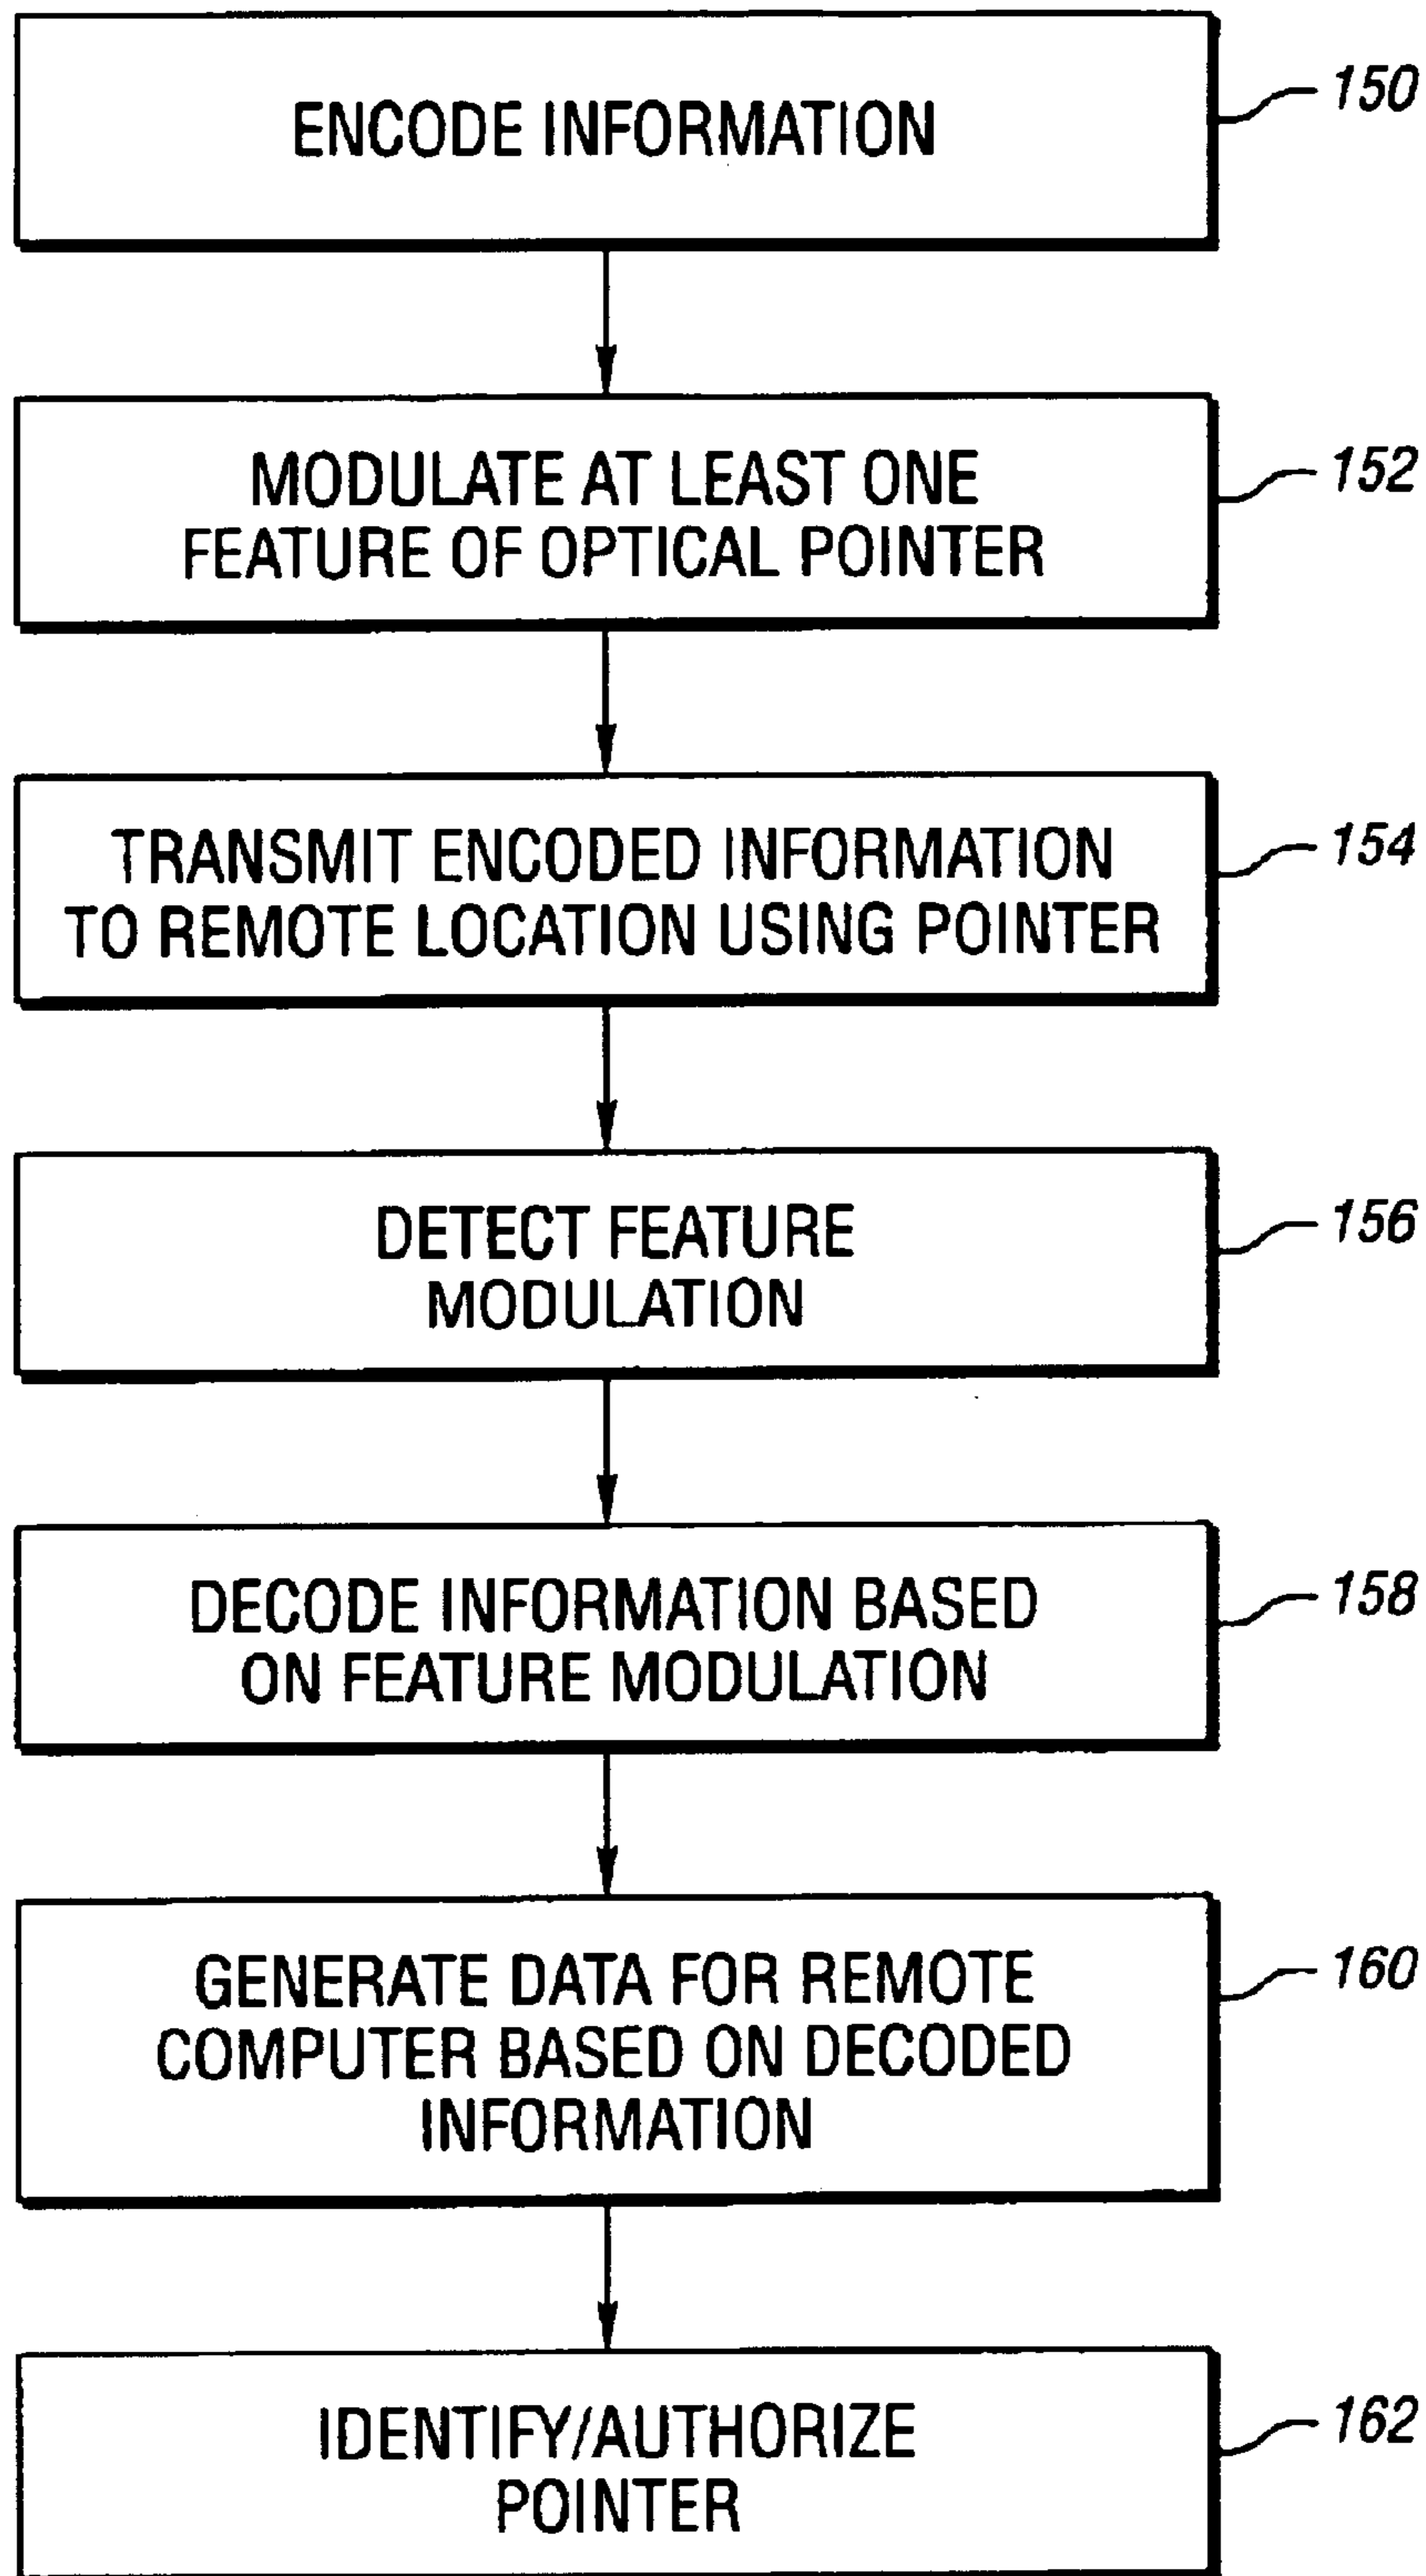 ENCODE INFORMATION
150
MODULATE AT LEAST ONE
FEATURE OF OPTICAL POINTER
152
TRANSMIT ENCODED INFORMATION
TO REMOTE LOCATION USING POINTER
154
DETECT FEATURE
MODULATION
156
DECODE INFORMATION BASED
ON FEATURE MODULATION
158
GENERATE DATA FOR REMOTE
COMPUTER BASED ON DECODED
INFORMATION
160
IDENTIFY/AUTHORIZE
POINTER
162